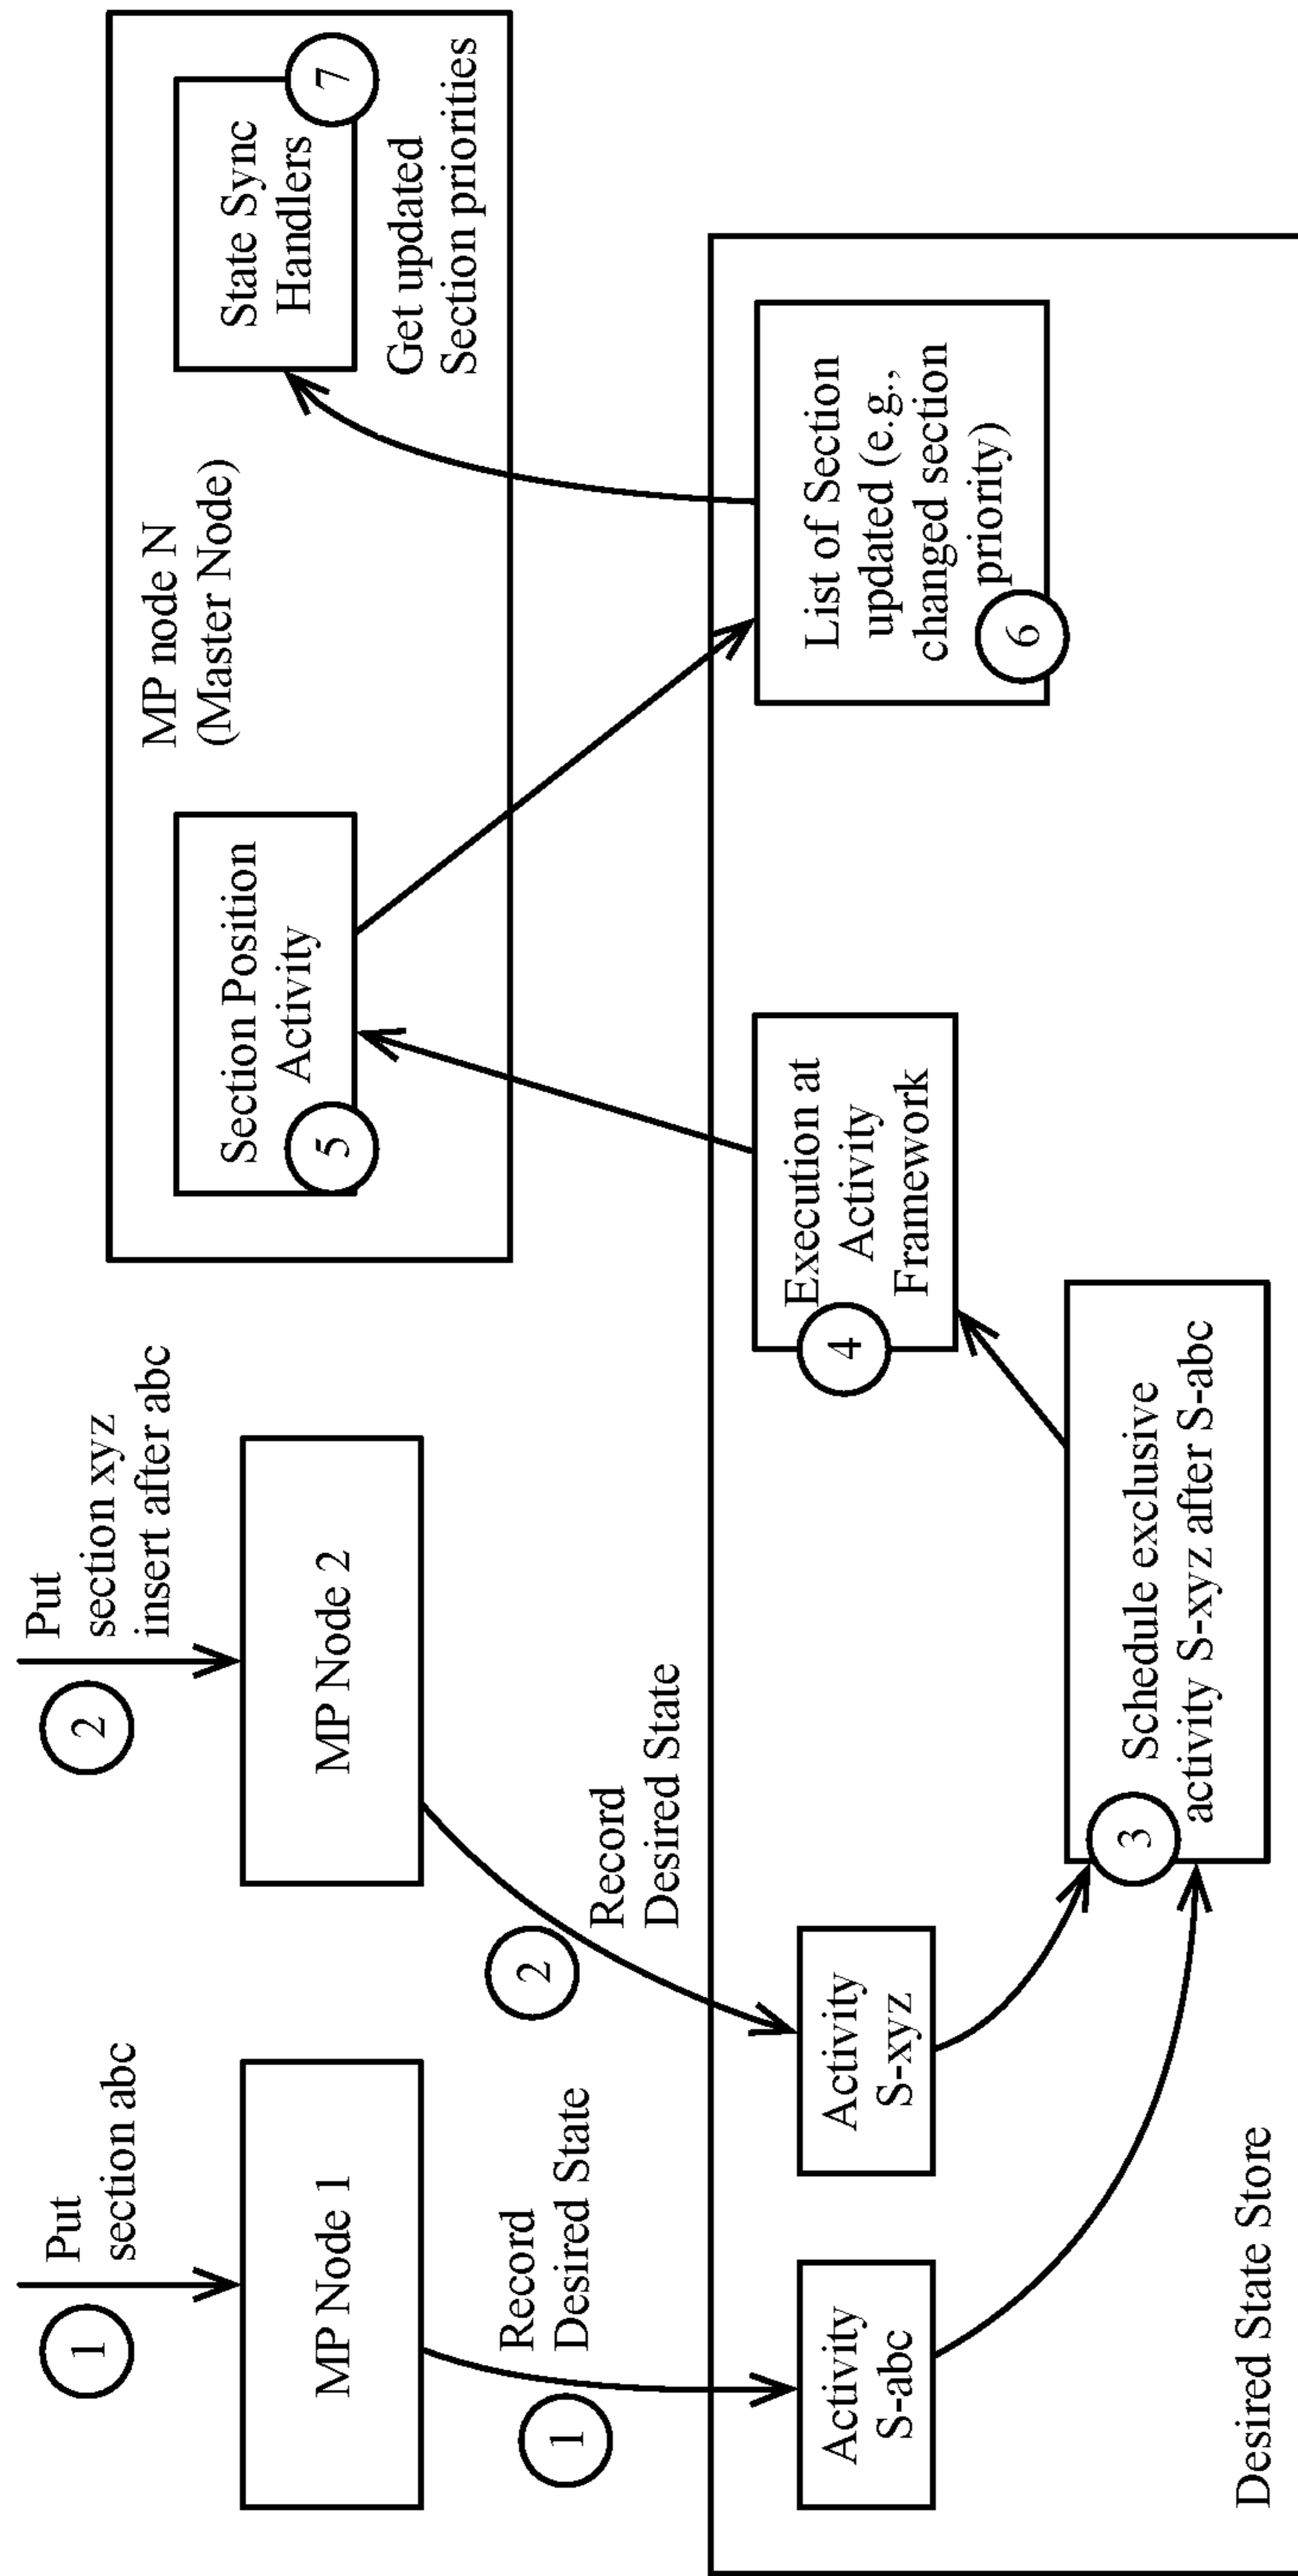 1
Put
section abc
MP Node 1
1
Record
Desired State
2
Put
section xyz
insert after abc
MP Node 2
2
Record
Desired State
MP node N
(Master Node)
Section Position
Activity
5
State Sync
Handlers
7
Get updated
Section priorities
Activity
S-abc
Activity
S-xyz
3
Schedule exclusive
activity S-xyz after S-abc
Execution at
Activity
Framework
4
List of Section
updated (e.g.,
changed section
priority)
6
Desired State Store